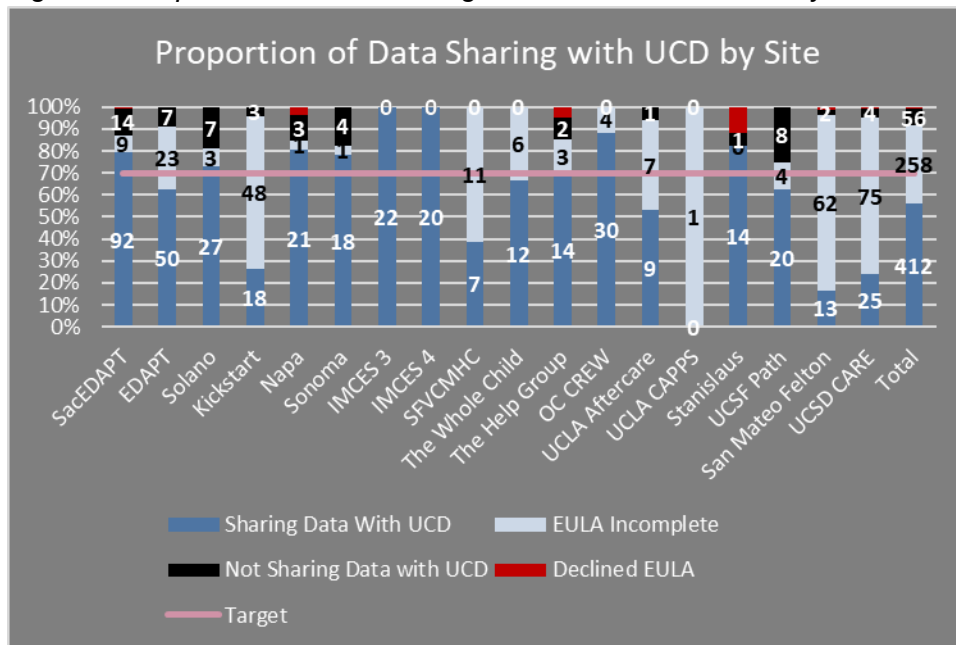 Proportion of Data Sharing with UCD by Site
100%
90%
80%
70%
60%
50%
40%
30%
20%
10%
0%
14 7 7 3 3 4 0 0 0 0 2 0 1 0 1 8 2 4 56
9 23 3 48 1 1 11 6 3 4 7 1 0 4 62 75 258
92 50 27 18 21 18 22 20 7 12 14 30 9 0 14 20 13 25 412
SacEDAPT
EDAPT
Solano
Kickstart
Napa
Sonoma
IMCES 3
IMCES 4
SFVCMHC
The Whole Child
The Help Group
OC CREW
UCLA Aftercare
UCLA CAPPS
Stanislaus
UCSF Path
San Mateo Felton
UCSD CARE
Total
Sharing Data With UCD
EULA Incomplete
Not Sharing Data with UCD
Declined EULA
Target